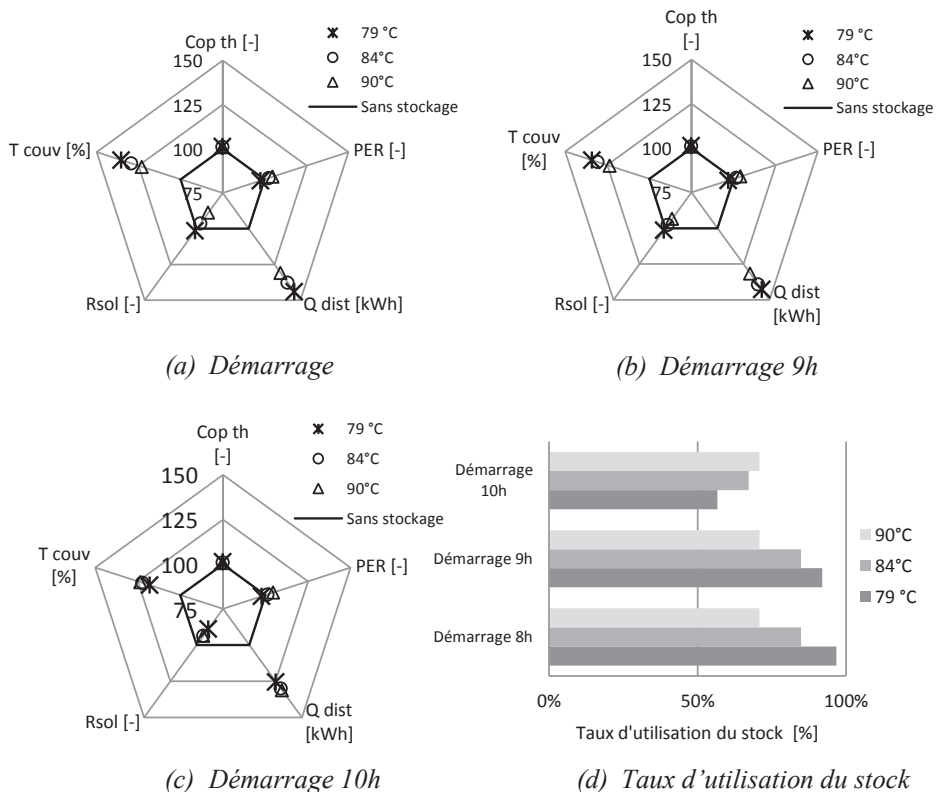 Cop th [-]
150
125
100
75
PER [-]
Q dist [kWh]
Rsol [-]
T couv [%]
79 °C
84°C
90°C
Sans stockage
(a) Démarrage
Cop th
[-]
150
125
100
75
PER [-]
Q dist
[kWh]
Rsol [-]
T couv
[%]
79 °C
84°C
90°C
Sans stockage
(b) Démarrage 9h
Cop th
[-]
150
125
100
75
PER [-]
Q dist
[kWh]
Rsol [-]
T couv
[%]
79 °C
84°C
90°C
Sans stockage
(c) Démarrage 10h
Démarrage
10h
Démarrage 9h
Démarrage 8h
0%
50%
100%
Taux d'utilisation du stock [%]
90°C
84°C
79 °C
(d) Taux d’utilisation du stock